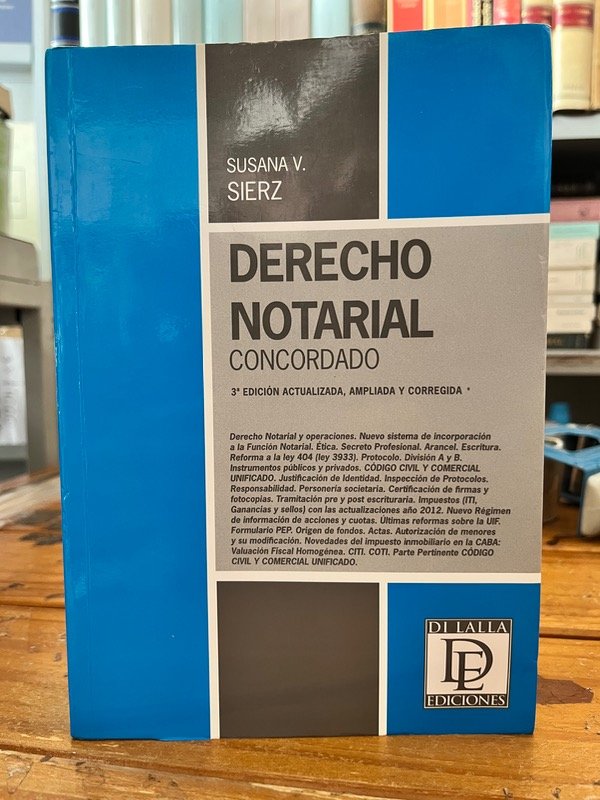 SUSANA V.
SIERZ
DERECHO
NOTARIAL
CONCORDADO
3ª EDICIÓN ACTUALIZADA, AMPLIADA Y CORREGIDA *
Derecho Notarial y operaciones. Nuevo sistema de incorporación
a la Función Notarial. Ética. Secreto Profesional. Arancel. Escritura.
Reforma a la ley 404 (ley 3933). Protocolo. División A y B.
Instrumentos públicos y privados. CÓDIGO CIVIL Y COMERCIAL
UNIFICADO. Justificación de Identidad. Inspección de Protocolos.
Responsabilidad. Personería societaria. Certificación de firmas y
fotocopias. Tramitación pre y post escrituraria. Impuestos (ITI,
Ganancias y sellos) con las actualizaciones año 2012. Nuevo Régimen
de información de acciones y cuotas. Últimas reformas sobre la UIF.
Formulario PEP. Origen de fondos. Actas. Autorización de menores
y su modificación. Novedades del impuesto inmobiliario en la CABA:
Valuación Fiscal Homogénea. CITI. COTI. Parte Pertinente CÓDIGO
CIVIL Y COMERCIAL UNIFICADO.
DI LALLA
DE
EDICIONES